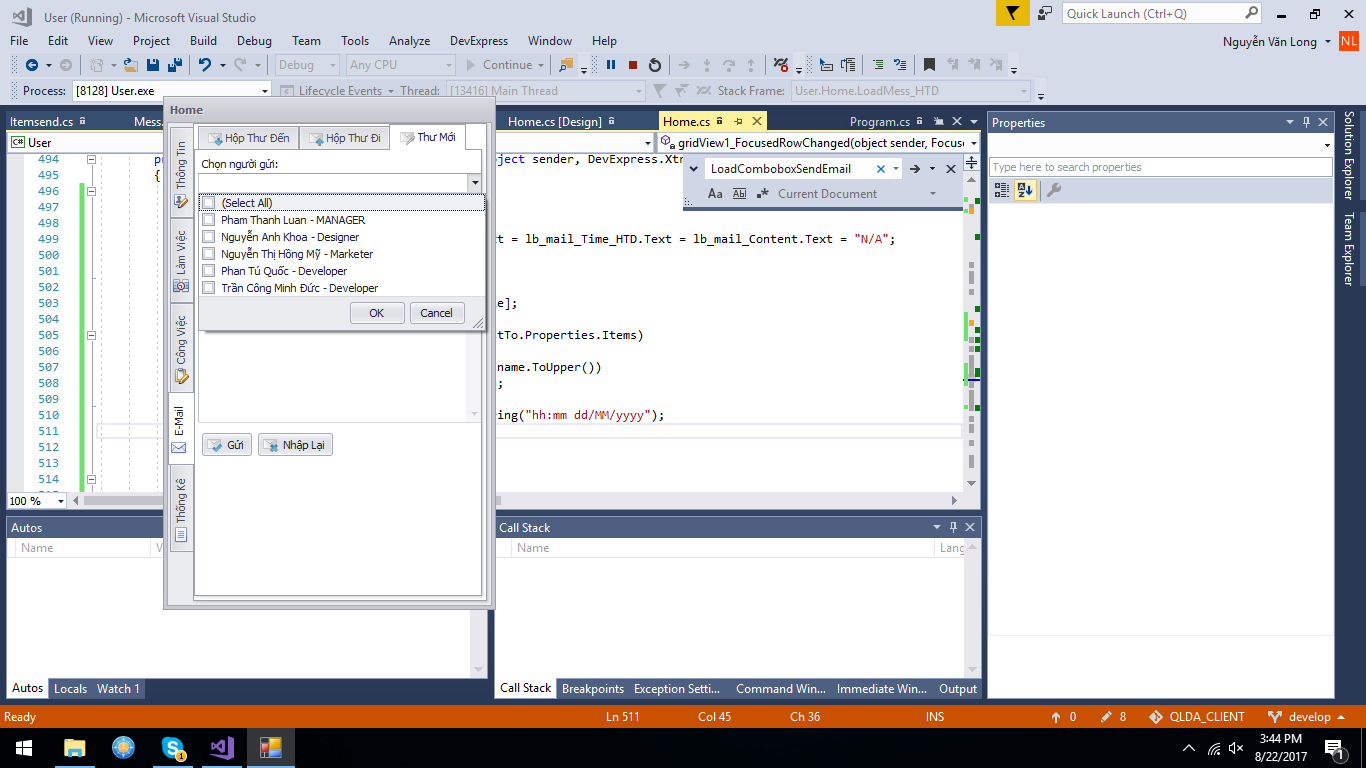 User (Running) - Microsoft Visual Studio
Quick Launch (Ctrl+Q)
File Edit View Project Build Debug Team Tools Analyze DevExpress Window Help
Nguyễn Văn Long NL
Debug Any CPU Continue
Process: [8128] User.exe Lifecycle Events Thread: [13416] Main Thread Stack Frame: User.Home.LoadMess_HTD
Itemsend.cs Mess. Home.cs [Design] Home.cs Program.cs
C# User
gridView1_FocusedRowChanged(object sender, Focuse
494
495
496
497
498
499
500
501
502
503
504
505
506
507
508
509
510
511
512
513
514
pr
{
oject sender, DevExpress.Xtr
xt = lb_mail_Time_HTD.Text = lb_mail_Content.Text = "N/A";
e];
tTo.Properties.Items)
name.ToUpper())
;
ing("hh:mm dd/MM/yyyy");
LoadComboboxSendEmail
Aa Ab Current Document
100 %
Home
Thông Tin
Làm Việc
Công Việc
E-Mail
Thống Kê
Hộp Thư Đến Hộp Thư Đi Thư Mới
Chọn người gửi:
(Select All)
Pham Thanh Luan - MANAGER
Nguyễn Anh Khoa - Designer
Nguyễn Thị Hồng Mỹ - Marketer
Phan Tú Quốc - Developer
Trần Công Minh Đức - Developer
OK Cancel
Gửi Nhập Lại
Autos
Name V
Autos Locals Watch 1
Call Stack
Name Lang
Call Stack Breakpoints Exception Setti... Command Win... Immediate Win... Output
Properties
Type here to search properties
Solution Explorer
Team Explorer
Ready Ln 511 Col 45 Ch 36 INS 0 8 QLDA_CLIENT develop
1
3:44 PM
8/22/2017
1